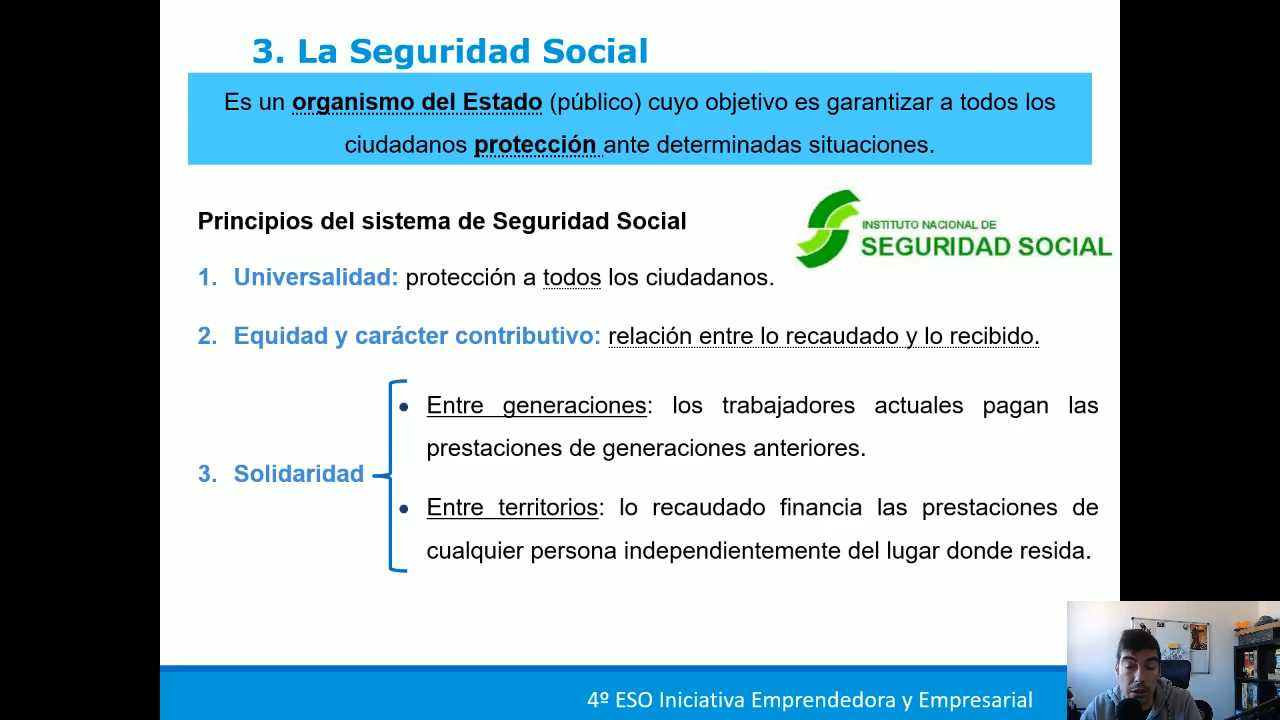 3. La Seguridad Social
Es un organismo del Estado (público) cuyo objetivo es garantizar a todos los
ciudadanos protección ante determinadas situaciones.
Principios del sistema de Seguridad Social
INSTITUTO NACIONAL DE
SEGURIDAD SOCIAL
1. Universalidad: protección a todos los ciudadanos.
2. Equidad y carácter contributivo: relación entre lo recaudado y lo recibido.
3. Solidaridad
• Entre generaciones: los trabajadores actuales pagan las
prestaciones de generaciones anteriores.
• Entre territorios: lo recaudado financia las prestaciones de
cualquier persona independientemente del lugar donde resida.
4º ESO Iniciativa Emprendedora y Empresarial